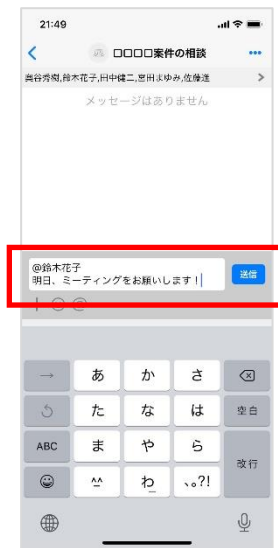 21:49
□□□□案件の相談
奥谷秀樹,鈴木花子,田中健二,宮田まゆみ,佐藤進
メッセージはありません
@鈴木花子
明日、ミーティングをお願いします！
送信
→ あ か さ
た な は 空白
ABC ま や ら
改行
^^ わ_ 、。?!